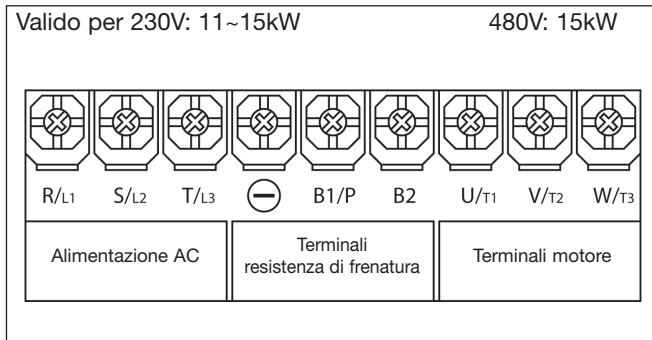 Valido per 230V: 11~15kW 480V: 15kW
R/L1 S/L2 T/L3 ⊖ B1/P B2 U/T1 V/T2 W/T3
Alimentazione AC
Terminali
resistenza di frenatura
Terminali motore